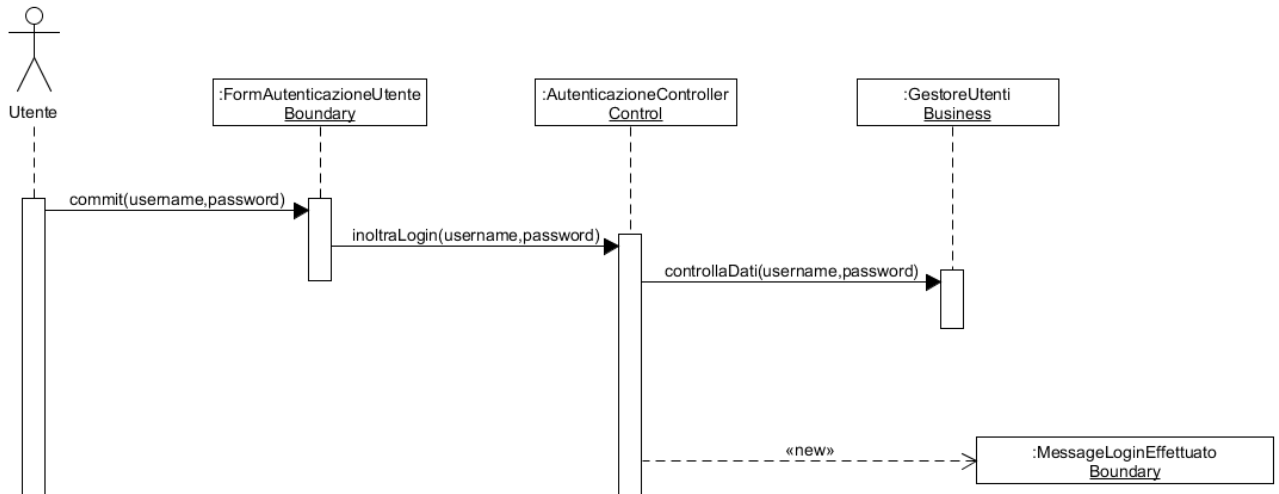 Utente
:FormAutenticazioneUtente
Boundary
:AutenticazioneController
Control
:GestoreUtenti
Business
commit(username,password)
inoltraLogin(username,password)
controllaDati(username,password)
«new»
:MessageLoginEffettuato
Boundary